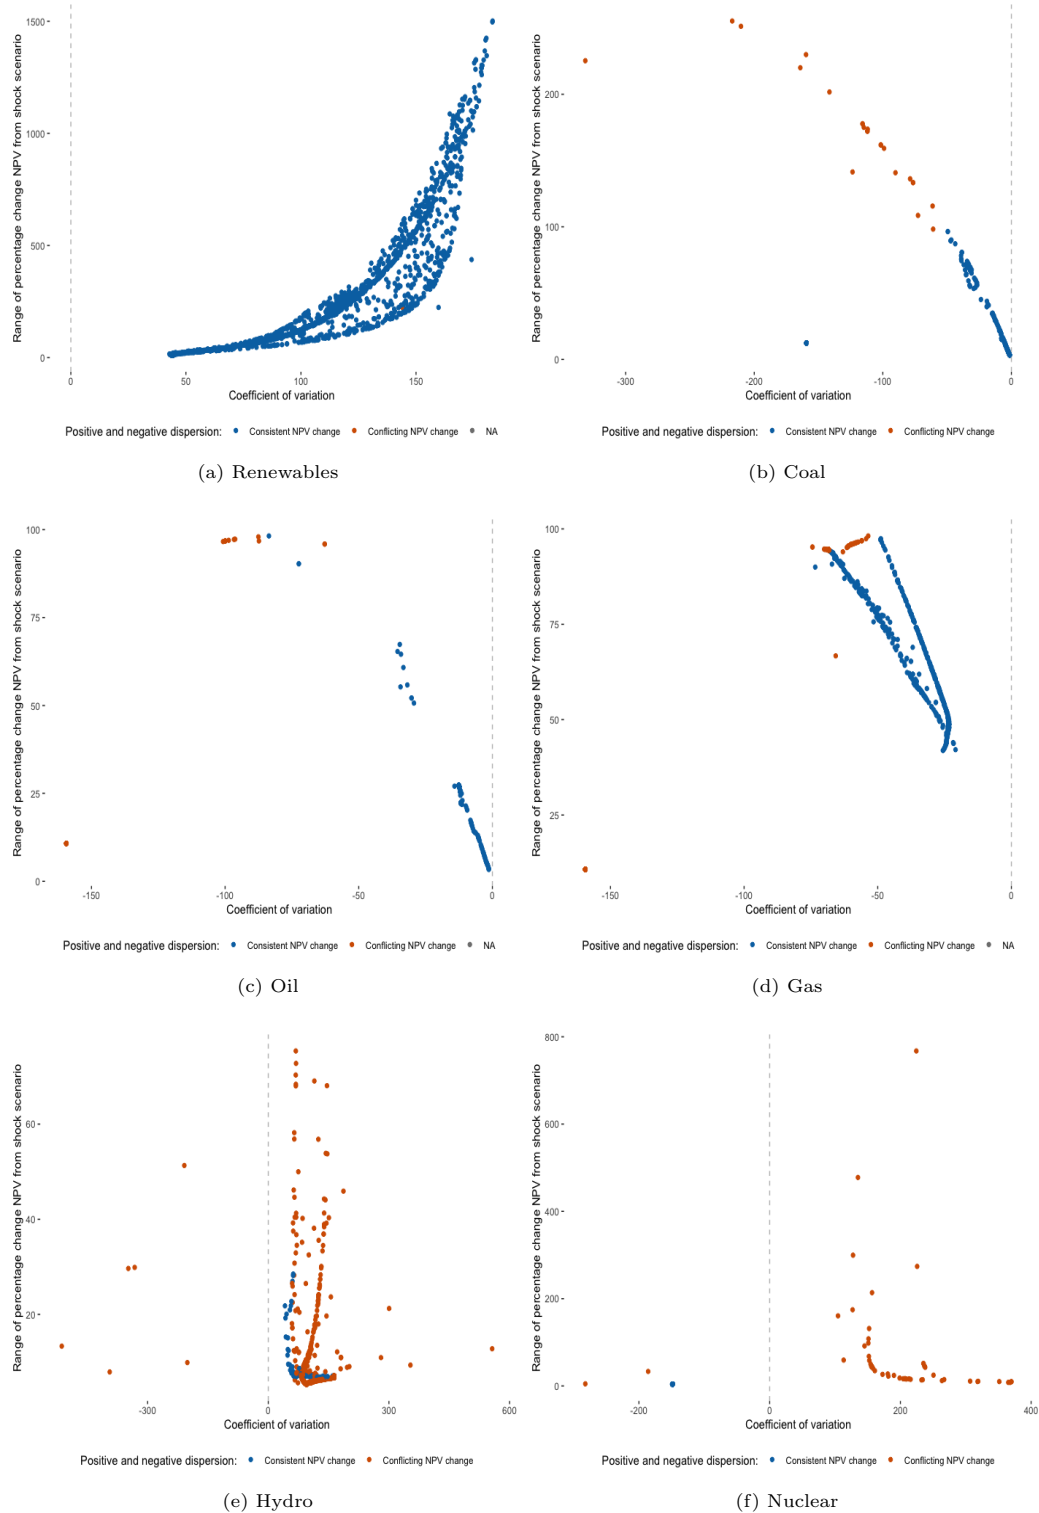 Range of percentage change NPV from shock scenario
1500
1000
500
0
0
50
100
150
Coefficient of variation
Positive and negative dispersion: Consistent NPV change Conflicting NPV change NA
(a) Renewables
Range of percentage change NPV from shock scenario
200
100
0
-300
-200
-100
0
Coefficient of variation
Positive and negative dispersion: Consistent NPV change Conflicting NPV change
(b) Coal
Range of percentage change NPV from shock scenario
100
75
50
25
0
-150
-100
-50
0
Coefficient of variation
Positive and negative dispersion: Consistent NPV change Conflicting NPV change NA
(c) Oil
Range of percentage change NPV from shock scenario
100
75
50
25
-150
-100
-50
0
Coefficient of variation
Positive and negative dispersion: Consistent NPV change Conflicting NPV change NA
(d) Gas
Range of percentage change NPV from shock scenario
60
40
20
-300
0
300
600
Coefficient of variation
Positive and negative dispersion: Consistent NPV change Conflicting NPV change
(e) Hydro
Range of percentage change NPV from shock scenario
800
600
400
200
0
-200
0
200
400
Coefficient of variation
Positive and negative dispersion: Consistent NPV change Conflicting NPV change
(f) Nuclear